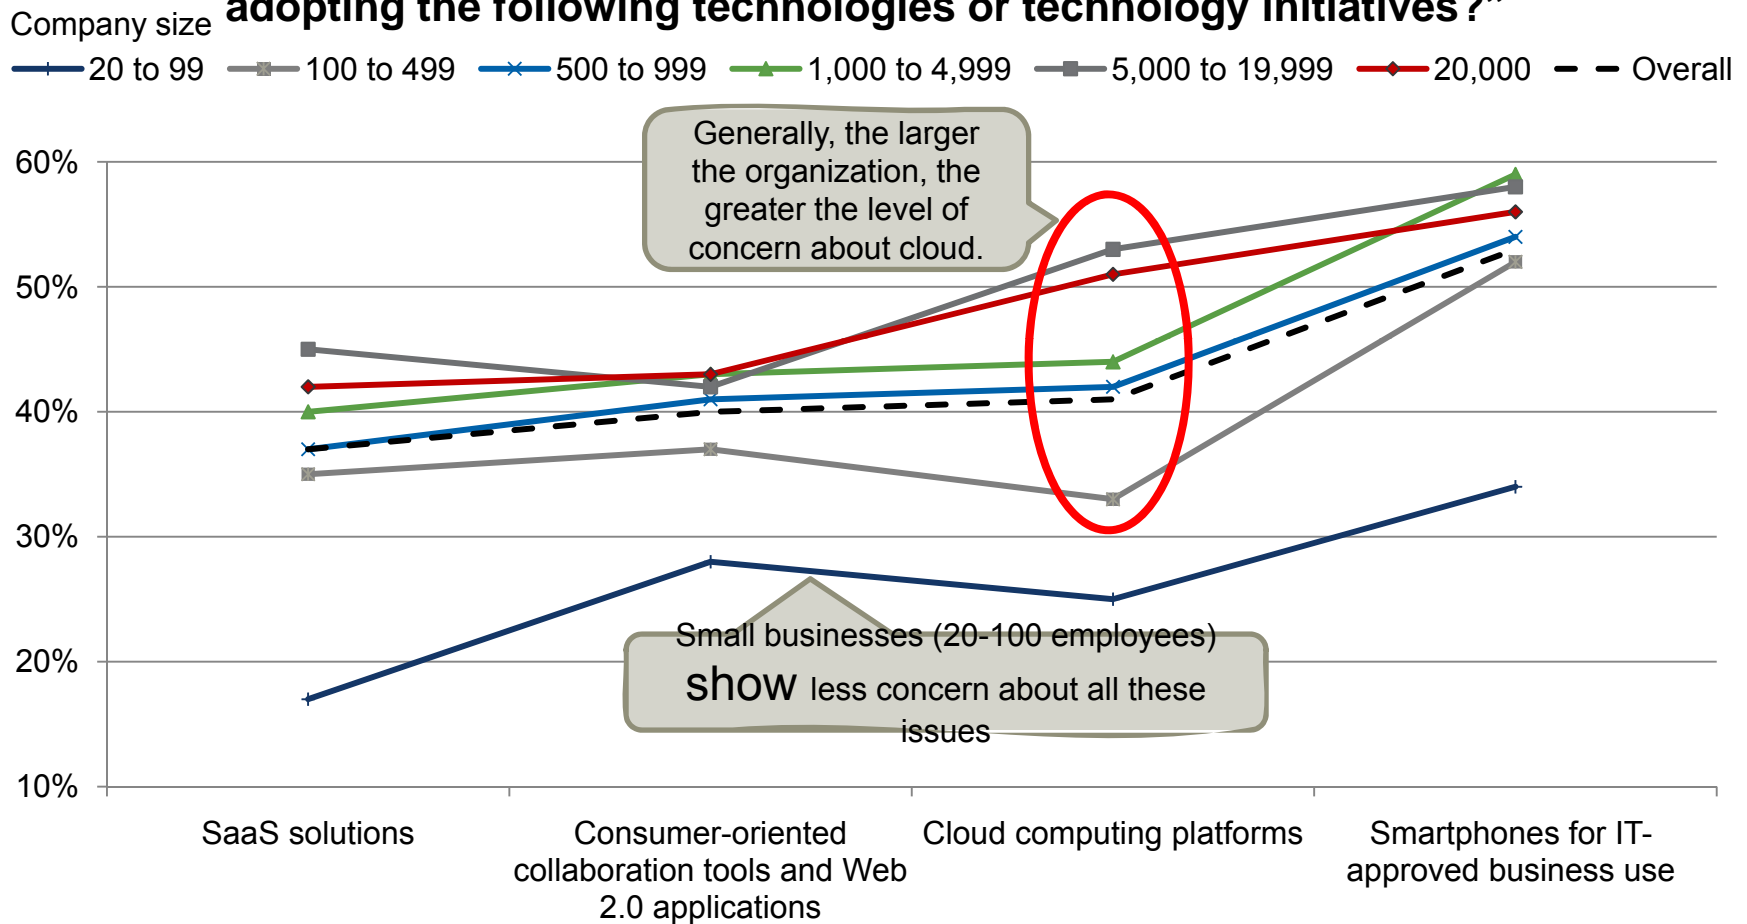 adopting the following technologies or technology initiatives?”
Company size
20 to 99 100 to 499 500 to 999 1,000 to 4,999 5,000 to 19,999 20,000 Overall
Generally, the larger
the organization, the
greater the level of
concern about cloud.
60%
50%
40%
30%
20%
10%
Small businesses (20-100 employees)
show less concern about all these
issues
SaaS solutions
Consumer-oriented
collaboration tools and Web
2.0 applications
Cloud computing platforms
Smartphones for IT-
approved business use